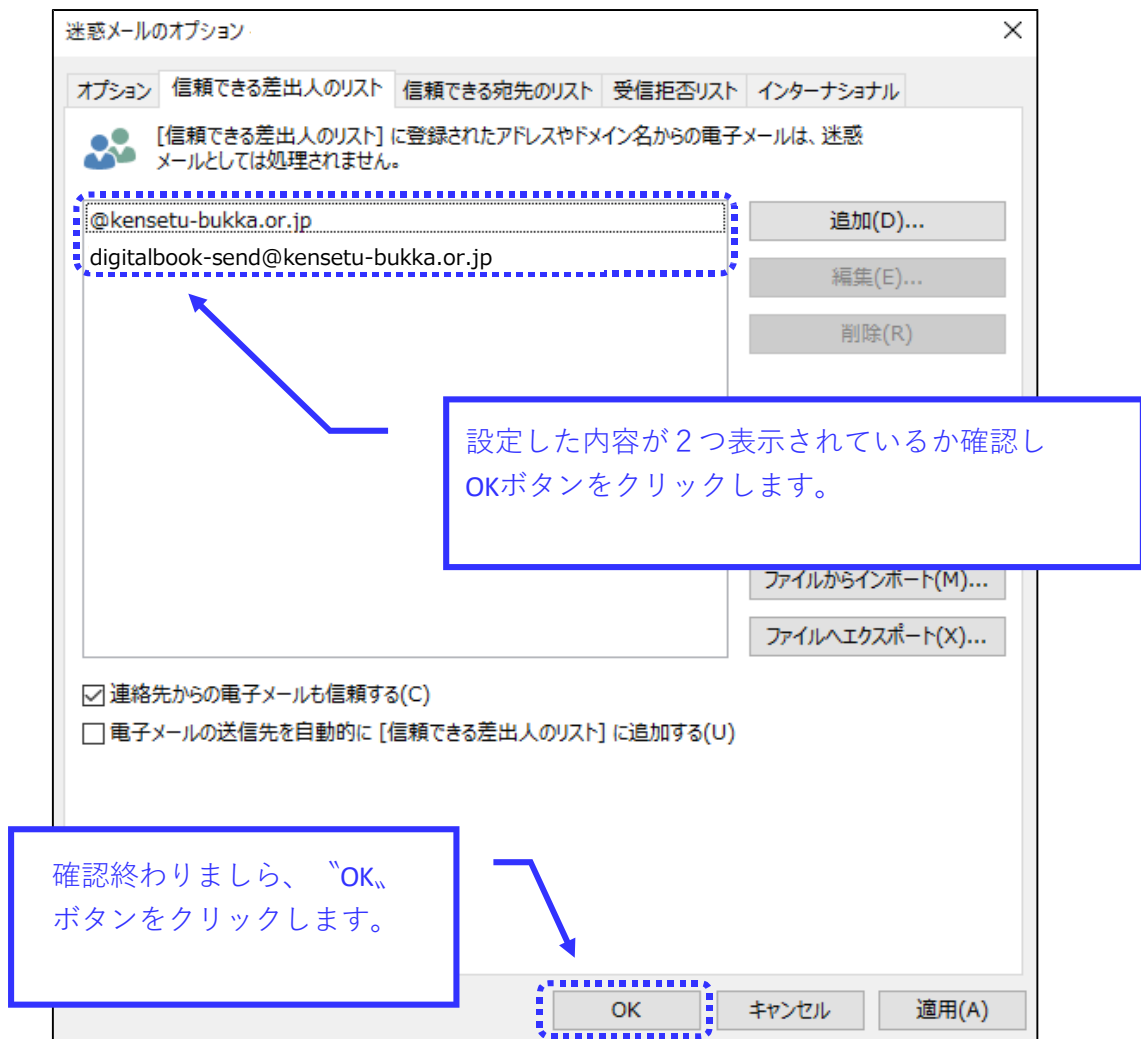 迷惑メールのオプション
オプション 信頼できる差出人のリスト 信頼できる宛先のリスト 受信拒否リスト インターナショナル
[信頼できる差出人のリスト] に登録されたアドレスやドメイン名からの電子メールは、迷惑
メールとしては処理されません。
@kensetu-bukka.or.jp
digitalbook-send@kensetu-bukka.or.jp
追加(D)...
編集(E)...
削除(R)
設定した内容が２つ表示されているか確認し
OKボタンをクリックします。
ファイルからインポート(M)...
ファイルへエクスポート(X)...
連絡先からの電子メールも信頼する(C)
電子メールの送信先を自動的に [信頼できる差出人のリスト] に追加する(U)
確認終わりましら、〝OK〟
ボタンをクリックします。
OK キャンセル 適用(A)